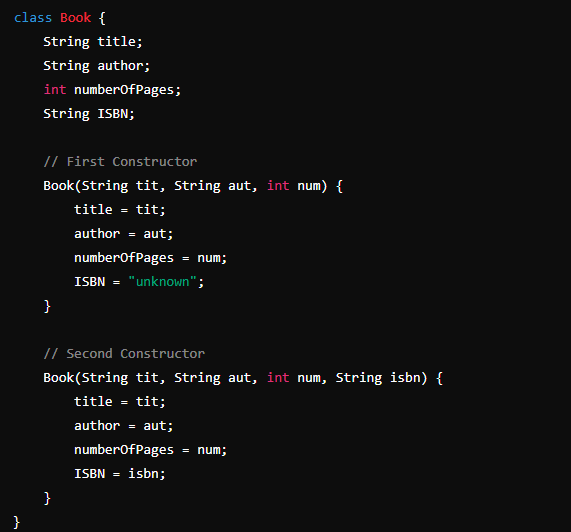 class Book {
    String title;
    String author;
    int numberOfPages;
    String ISBN;

    // First Constructor
    Book(String tit, String aut, int num) {
        title = tit;
        author = aut;
        numberOfPages = num;
        ISBN = "unknown";
    }

    // Second Constructor
    Book(String tit, String aut, int num, String isbn) {
        title = tit;
        author = aut;
        numberOfPages = num;
        ISBN = isbn;
    }
}